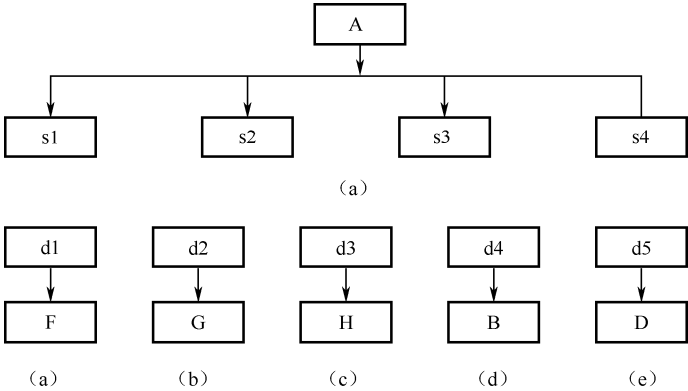 A
s1 s2 s3 s4
（a）
d1 d2 d3 d4 d5
F G H B D
（a） （b） （c） （d） （e）